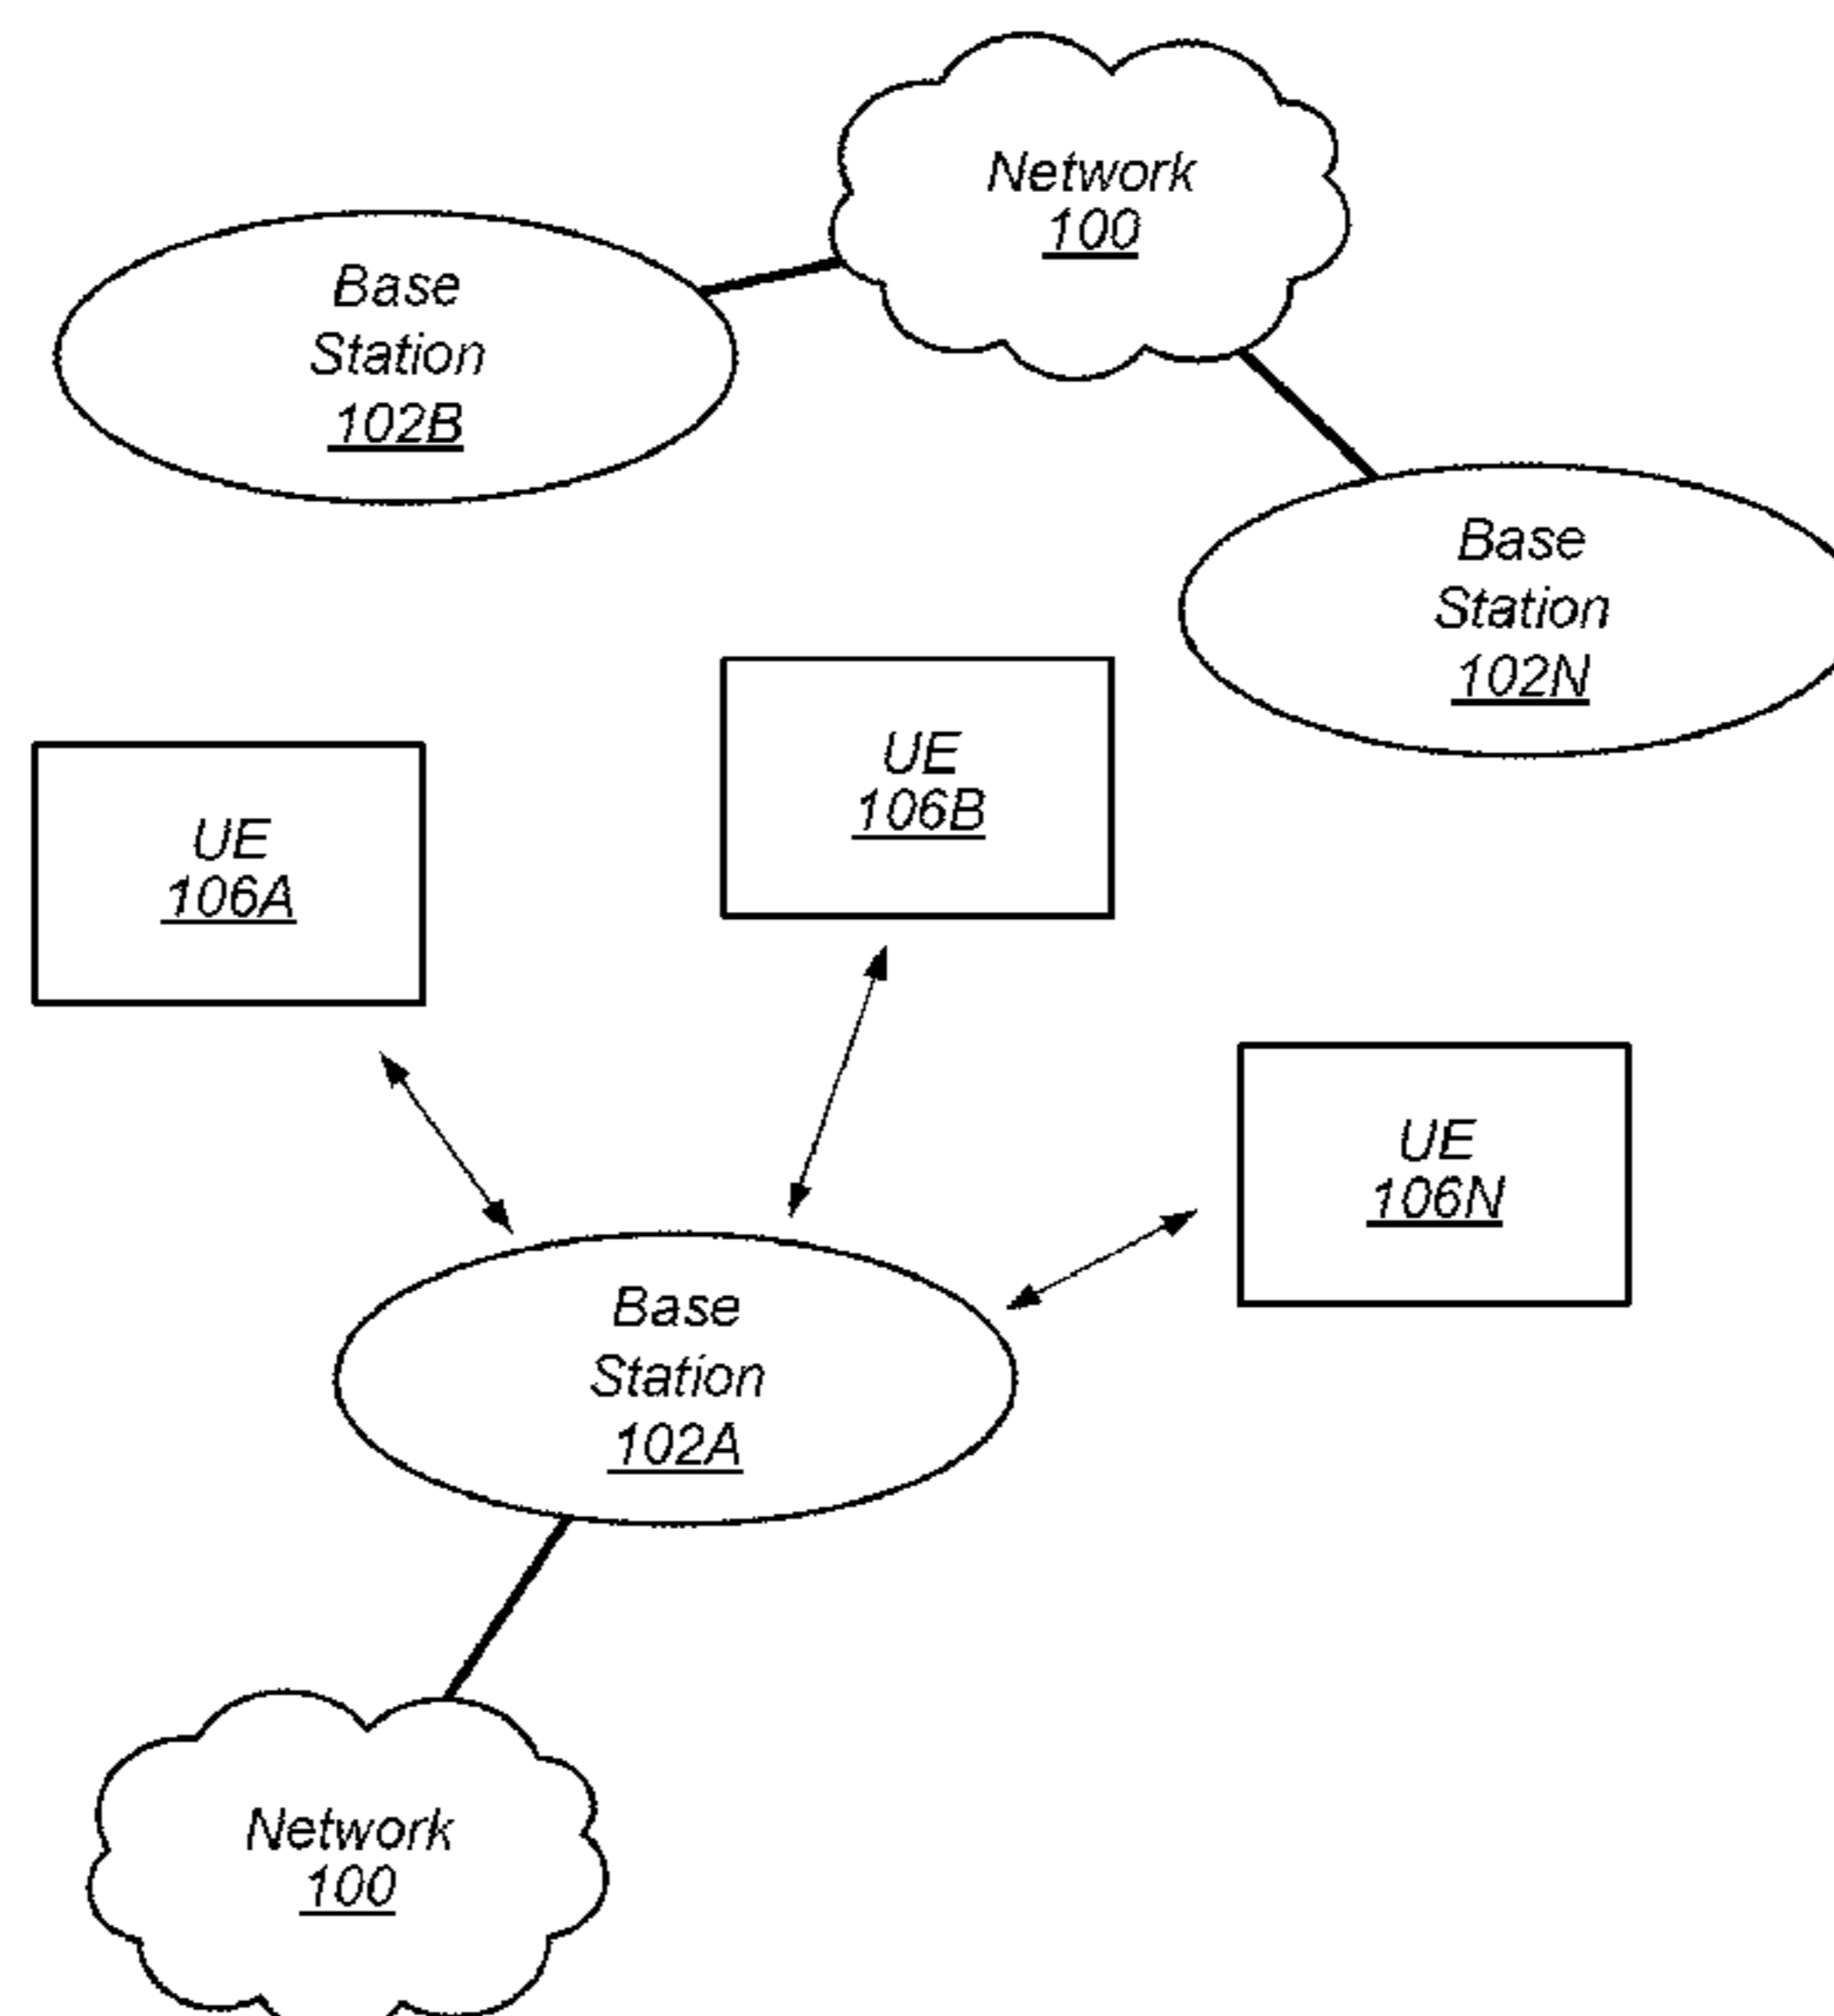 Network
100
Base
Station
102B
Base
Station
102N
UE
106B
UE
106A
UE
106N
Base
Station
102A
Network
100